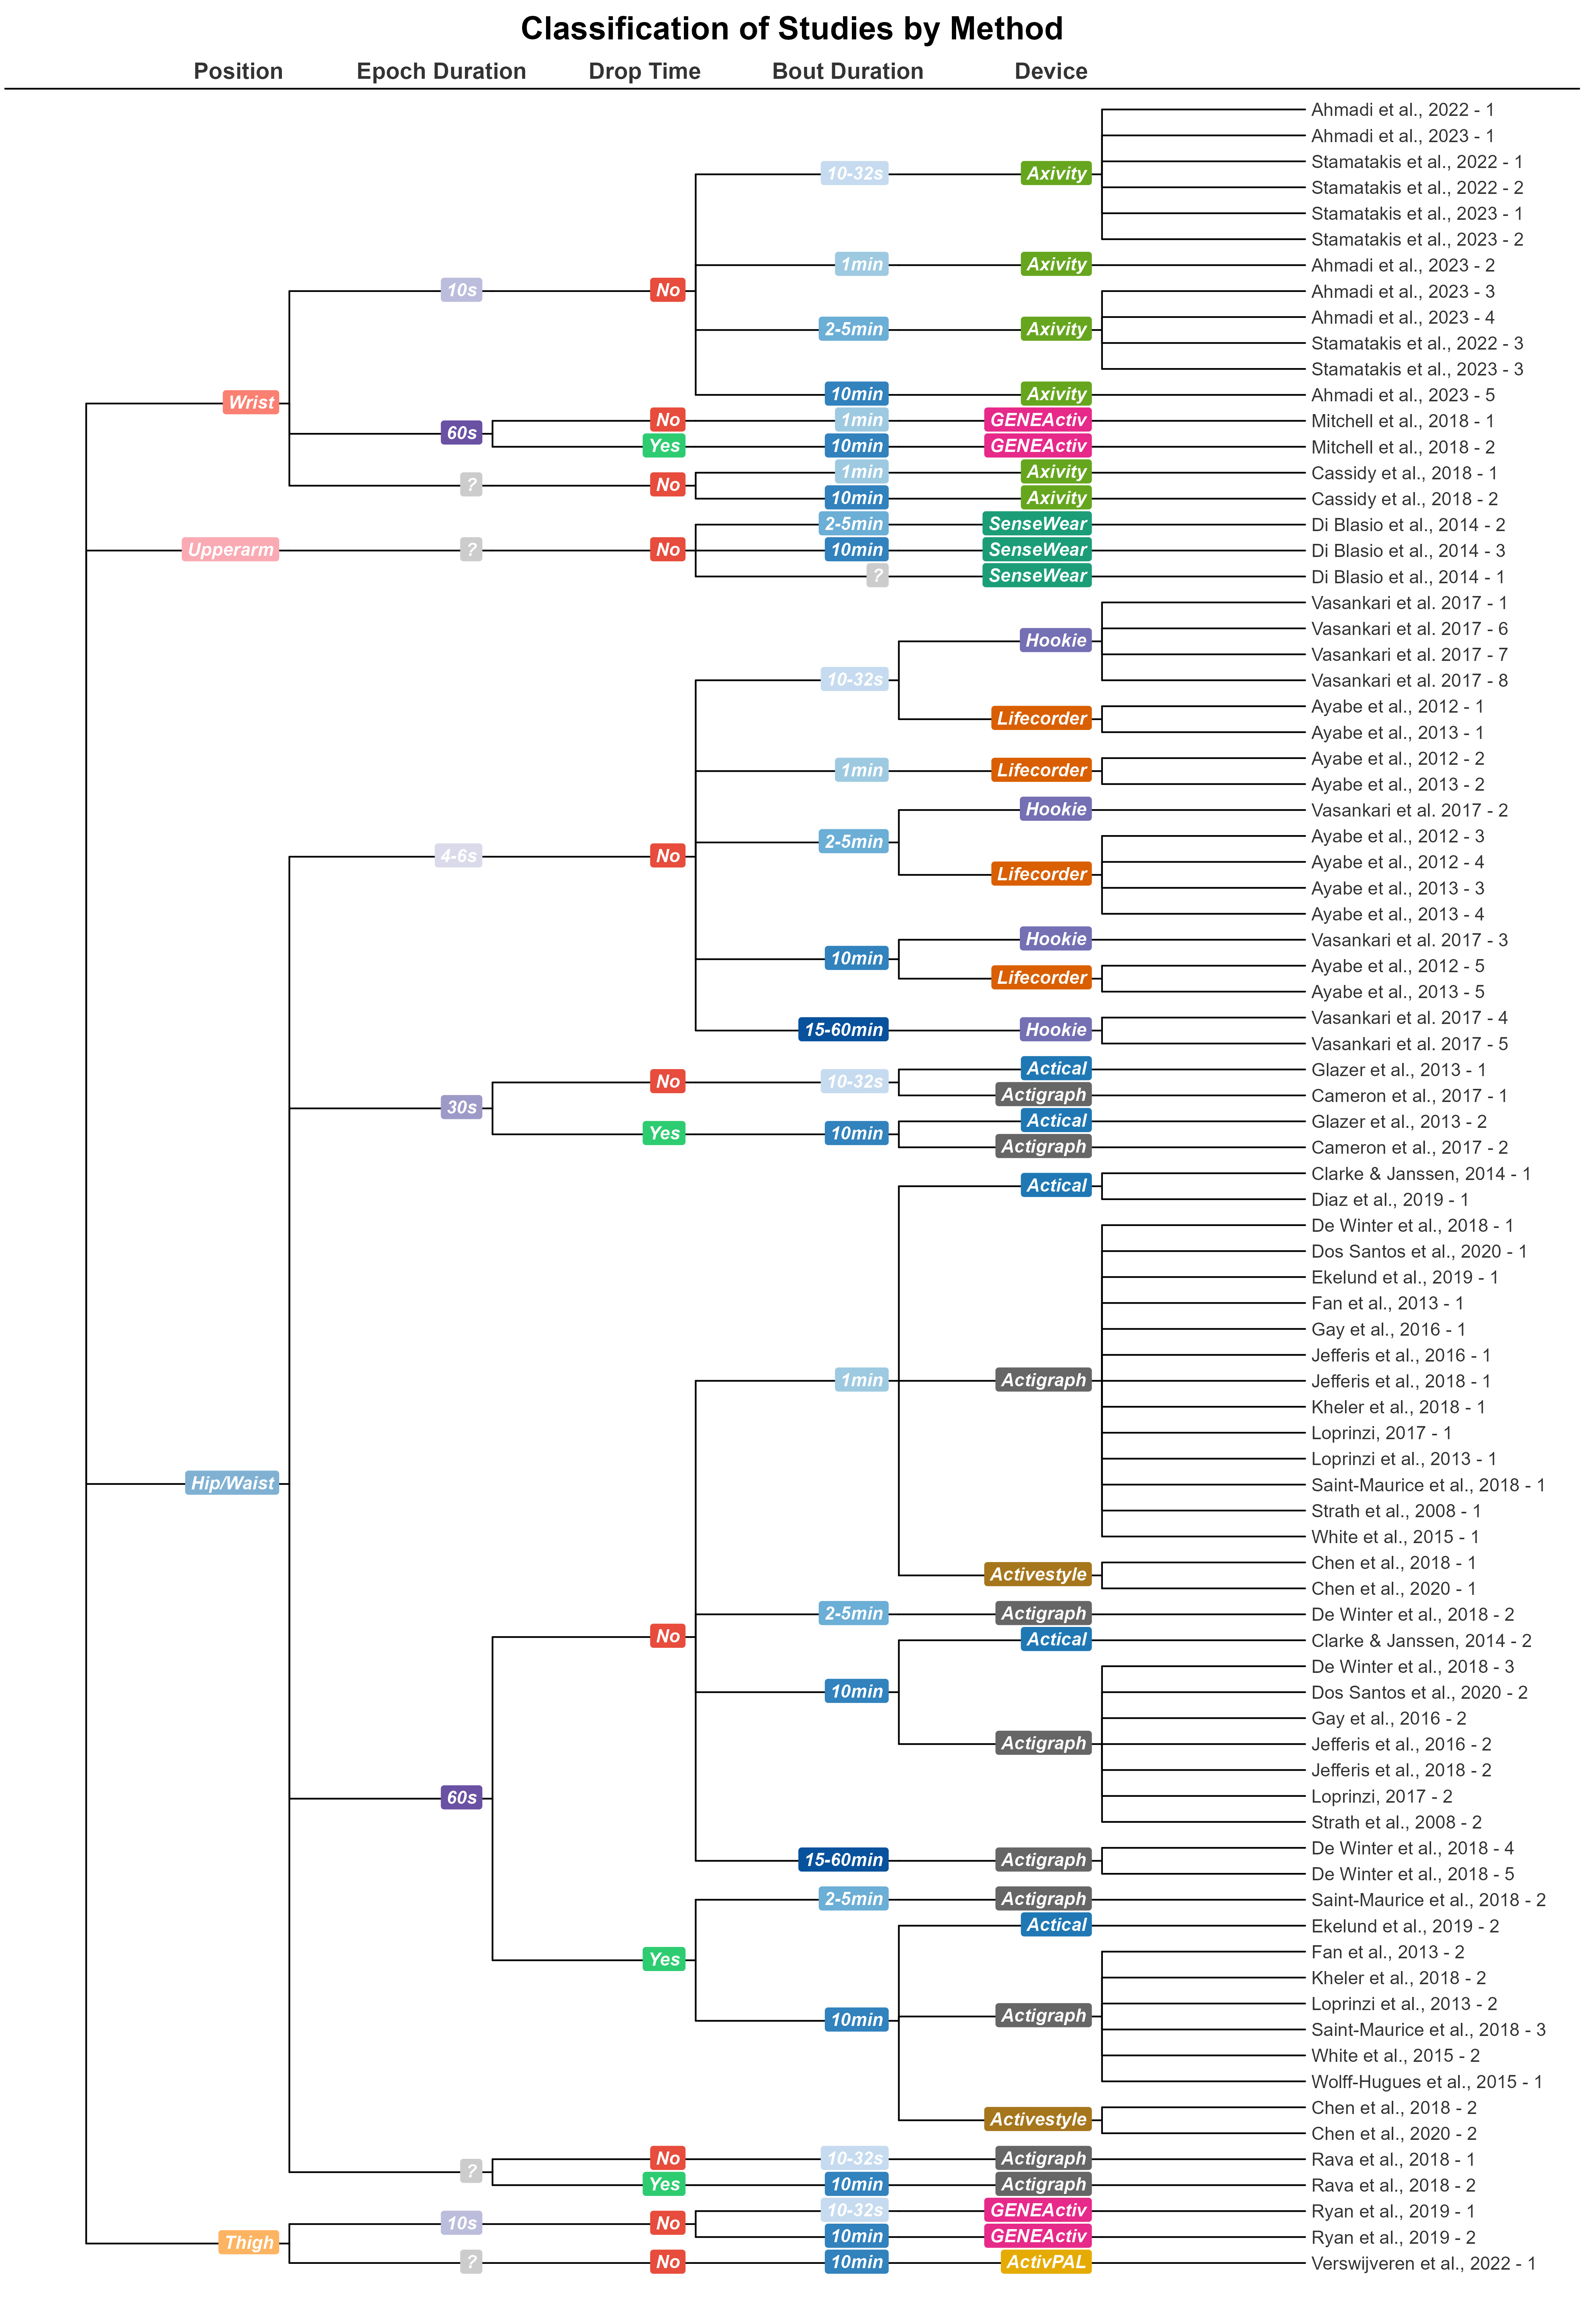 Classification of Studies by Method
Position Epoch Duration Drop Time Bout Duration Device
Ahmadi et al., 2022 - 1
Ahmadi et al., 2023 - 1
Stamatakis et al., 2022 - 1
10-32s Axivity
Stamatakis et al., 2022 - 2
Stamatakis et al., 2023 - 1
Stamatakis et al., 2023 - 2
1min Axivity Ahmadi et al., 2023 - 2
10s No Ahmadi et al., 2023 - 3
Ahmadi et al., 2023 - 4
2-5min Axivity
Stamatakis et al., 2022 - 3
Stamatakis et al., 2023 - 3
10min Axivity Ahmadi et al., 2023 - 5
Wrist
No 1min GENEActiv Mitchell et al., 2018 - 1
60s
Yes 10min GENEActiv Mitchell et al., 2018 - 2
1min Axivity Cassidy et al., 2018 - 1
? No
10min Axivity Cassidy et al., 2018 - 2
2-5min SenseWear Di Blasio et al., 2014 - 2
Upperarm ? No 10min SenseWear Di Blasio et al., 2014 - 3
? SenseWear Di Blasio et al., 2014 - 1
Vasankari et al. 2017 - 1
Vasankari et al. 2017 - 6
Hookie
Vasankari et al. 2017 - 7
10-32s Vasankari et al. 2017 - 8
Ayabe et al., 2012 - 1
Lifecorder
Ayabe et al., 2013 - 1
Ayabe et al., 2012 - 2
1min Lifecorder
Ayabe et al., 2013 - 2
Hookie Vasankari et al. 2017 - 2
Ayabe et al., 2012 - 3
2-5min
4-6s No Ayabe et al., 2012 - 4
Lifecorder
Ayabe et al., 2013 - 3
Ayabe et al., 2013 - 4
Hookie Vasankari et al. 2017 - 3
10min
Ayabe et al., 2012 - 5
Lifecorder
Ayabe et al., 2013 - 5
Vasankari et al. 2017 - 4
15-60min Hookie
Vasankari et al. 2017 - 5
Actical Glazer et al., 2013 - 1
No 10-32s
Actigraph Cameron et al., 2017 - 1
30s
Actical Glazer et al., 2013 - 2
Yes 10min
Actigraph Cameron et al., 2017 - 2
Clarke & Janssen, 2014 - 1
Actical
Diaz et al., 2019 - 1
De Winter et al., 2018 - 1
Dos Santos et al., 2020 - 1
Ekelund et al., 2019 - 1
Fan et al., 2013 - 1
Gay et al., 2016 - 1
Jefferis et al., 2016 - 1
1min Actigraph Jefferis et al., 2018 - 1
Kheler et al., 2018 - 1
Loprinzi, 2017 - 1
Loprinzi et al., 2013 - 1
Hip/Waist Saint-Maurice et al., 2018 - 1
Strath et al., 2008 - 1
White et al., 2015 - 1
Chen et al., 2018 - 1
Activestyle
Chen et al., 2020 - 1
2-5min Actigraph De Winter et al., 2018 - 2
No
Actical Clarke & Janssen, 2014 - 2
De Winter et al., 2018 - 3
10min Dos Santos et al., 2020 - 2
Gay et al., 2016 - 2
Actigraph Jefferis et al., 2016 - 2
Jefferis et al., 2018 - 2
60s Loprinzi, 2017 - 2
Strath et al., 2008 - 2
De Winter et al., 2018 - 4
15-60min Actigraph
De Winter et al., 2018 - 5
2-5min Actigraph Saint-Maurice et al., 2018 - 2
Actical Ekelund et al., 2019 - 2
Yes
Fan et al., 2013 - 2
Kheler et al., 2018 - 2
Loprinzi et al., 2013 - 2
10min Actigraph
Saint-Maurice et al., 2018 - 3
White et al., 2015 - 2
Wolff-Hugues et al., 2015 - 1
Chen et al., 2018 - 2
Activestyle
Chen et al., 2020 - 2
No 10-32s Actigraph Rava et al., 2018 - 1
?
Yes 10min Actigraph Rava et al., 2018 - 2
10-32s GENEActiv Ryan et al., 2019 - 1
10s No
10min GENEActiv Ryan et al., 2019 - 2
Thigh
? No 10min ActivPAL Verswijveren et al., 2022 - 1